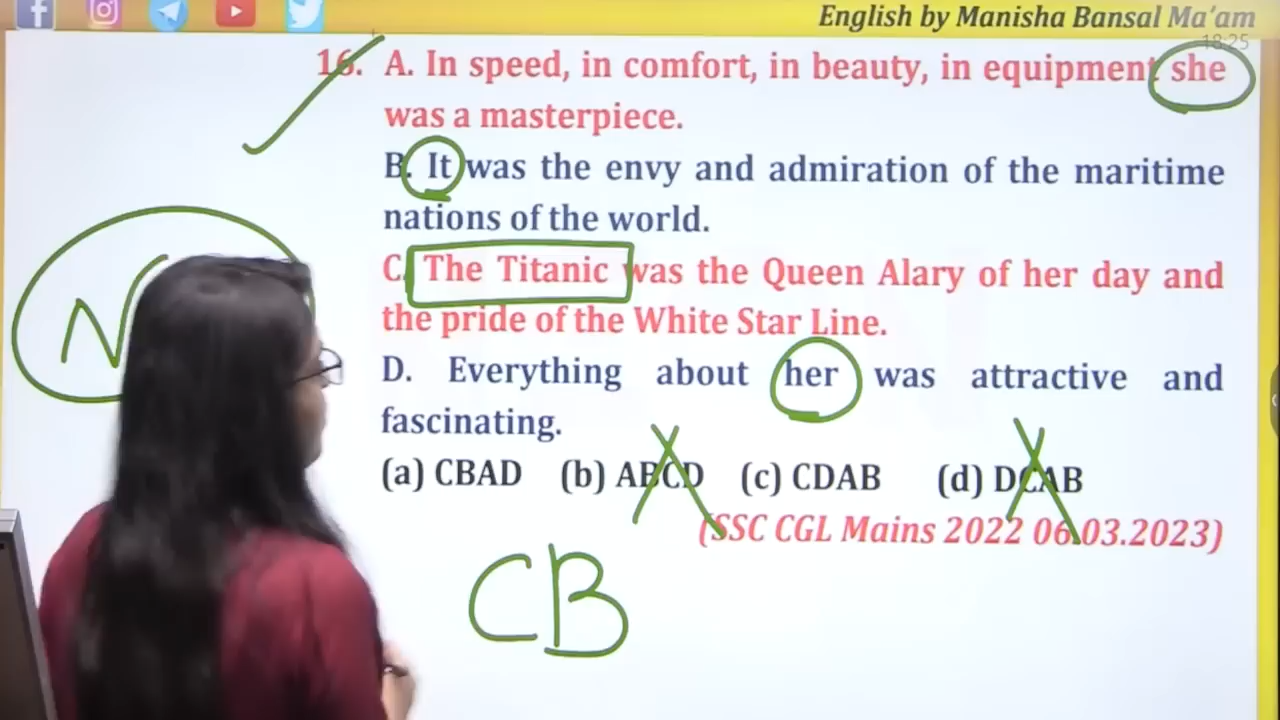 English by Manisha Bansal Ma'am
18:25
16. A. In speed, in comfort, in beauty, in equipment she
was a masterpiece.
B. It was the envy and admiration of the maritime
nations of the world.
C. The Titanic was the Queen Alary of her day and
the pride of the White Star Line.
D. Everything about her was attractive and
fascinating.
(a) CBAD (b) ABCD (c) CDAB (d) DCAB
(SSC CGL Mains 2022 06.03.2023)
N
CB